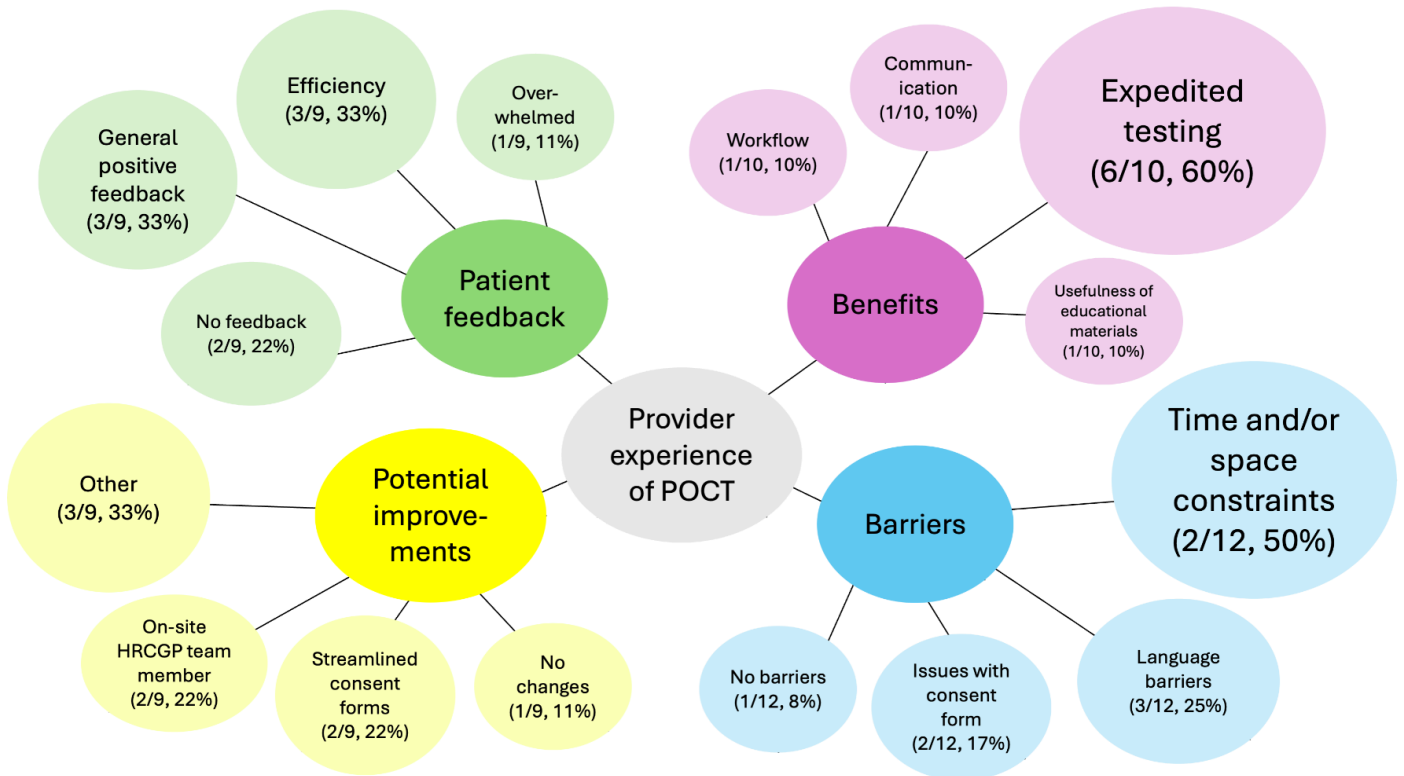 Efficiency
(3/9, 33%)
Over-
whelmed
(1/9, 11%)
General
positive
feedback
(3/9, 33%)
No feedback
(2/9, 22%)
Patient
feedback
Workflow
(1/10, 10%)
Commun-
ication
(1/10, 10%)
Expedited
testing
(6/10, 60%)
Benefits
Usefulness of
educational
materials
(1/10, 10%)
Provider
experience
of POCT
Other
(3/9, 33%)
Potential
improve-
ments
On-site
HRCGP team
member
(2/9, 22%)
Streamlined
consent
forms
(2/9, 22%)
No
changes
(1/9, 11%)
Barriers
Time and/or
space
constraints
(2/12, 50%)
No barriers
(1/12, 8%)
Issues with
consent
form
(2/12, 17%)
Language
barriers
(3/12, 25%)